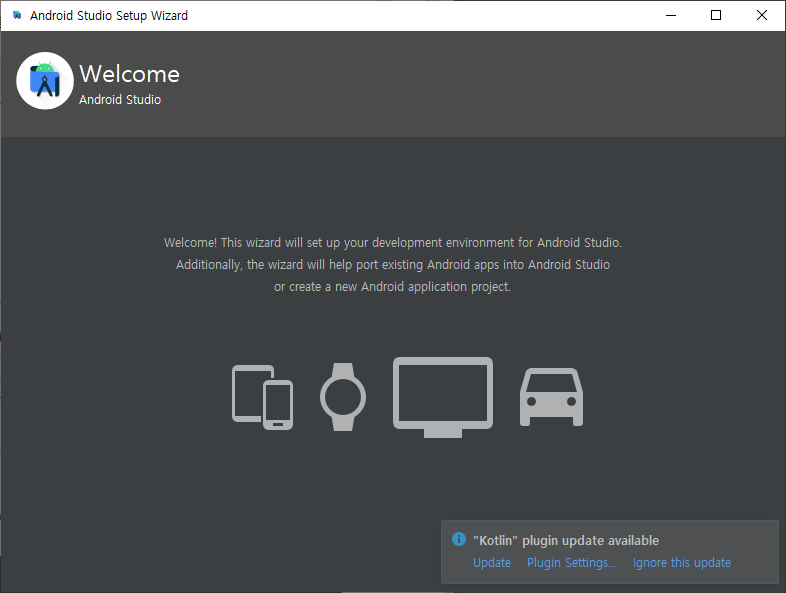 Android Studio Setup Wizard
Welcome
Android Studio
Welcome! This wizard will set up your development environment for Android Studio.
Additionally, the wizard will help port existing Android apps into Android Studio
or create a new Android application project.
"Kotlin" plugin update available
Update Plugin Settings... Ignore this update